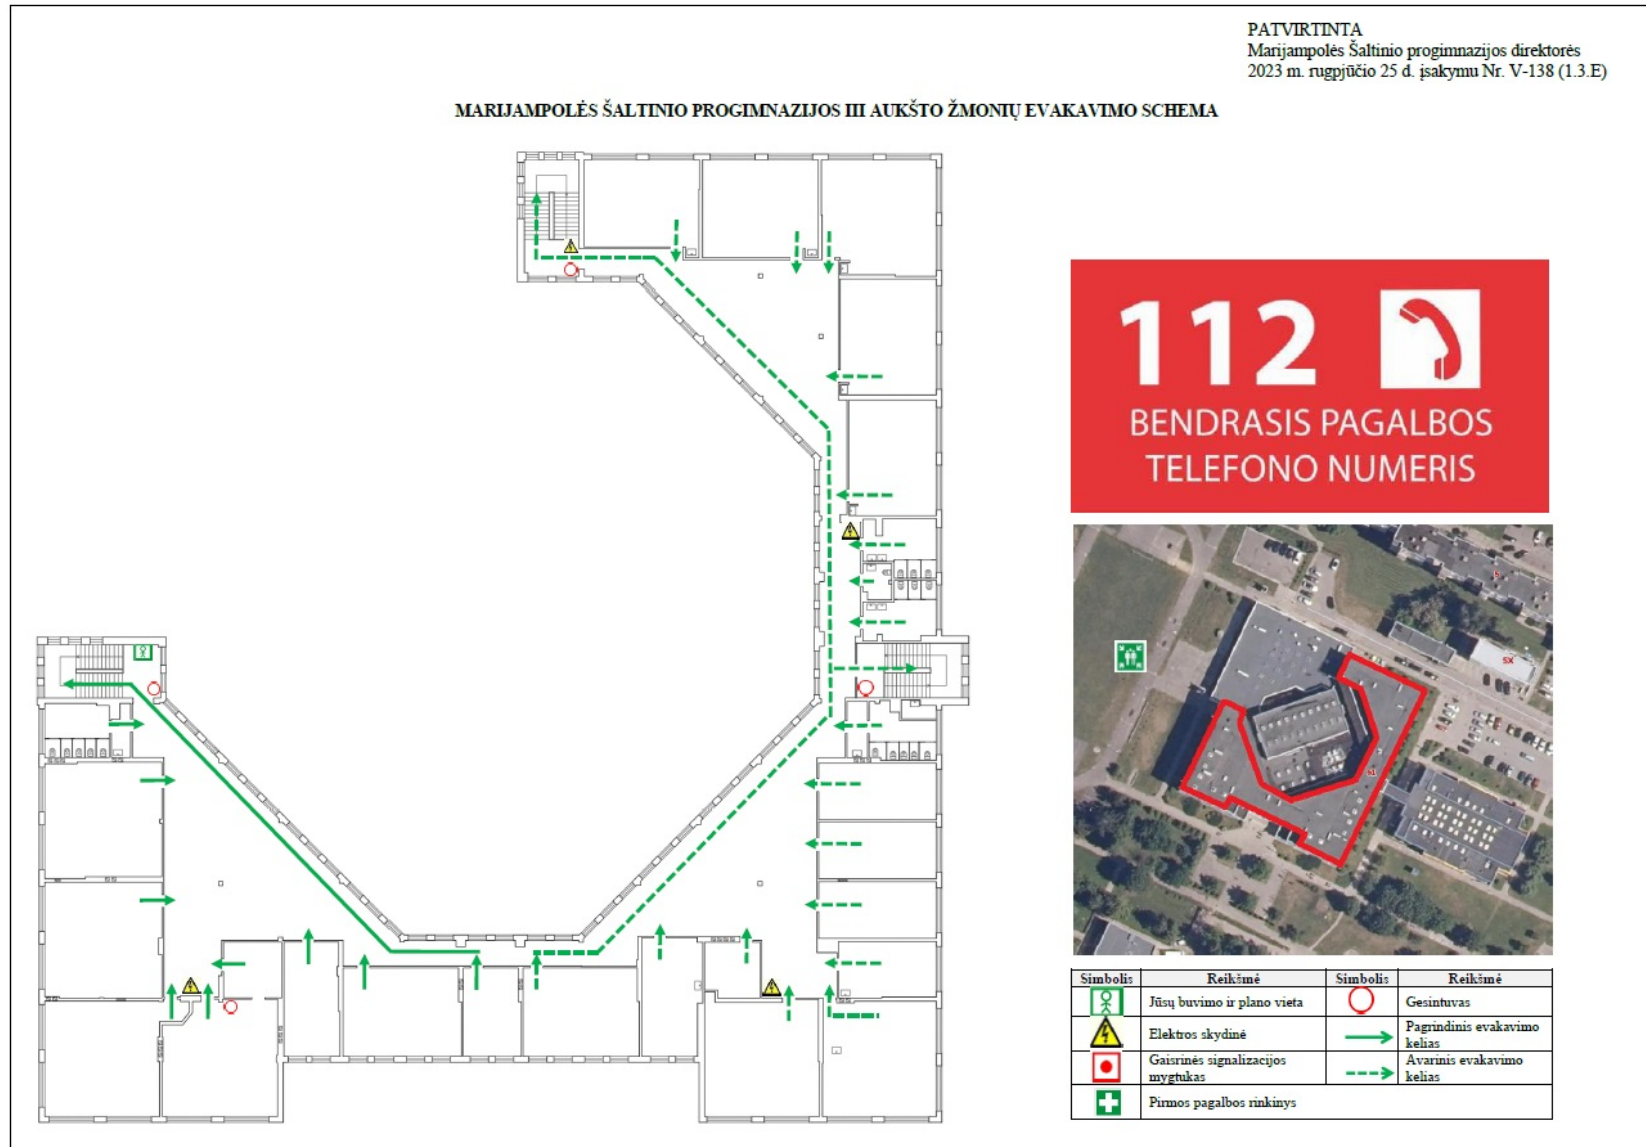 PATVIRTINTA
Marijampolės Šaltinio progimnazijos direktorės
2023 m. rugpjūčio 25 d. įsakymu Nr. V-138 (1.3.E)
MARIJAMPOLĖS ŠALTINIO PROGIMNAZIJOS III AUKŠTO ŽMONIŲ EVAKAVIMO SCHEMA
112
BENDRASIS PAGALBOS
TELEFONO NUMERIS
5X
Simbolis Reikšmė Simbolis Reikšmė
Jūsų buvimo ir plano vieta Gesintuvas
Elektros skydinė Pagrindinis evakavimo
kelias
Gaisrinės signalizacijos
mygtukas
Avarinis evakavimo
kelias
Pirmos pagalbos rinkinys